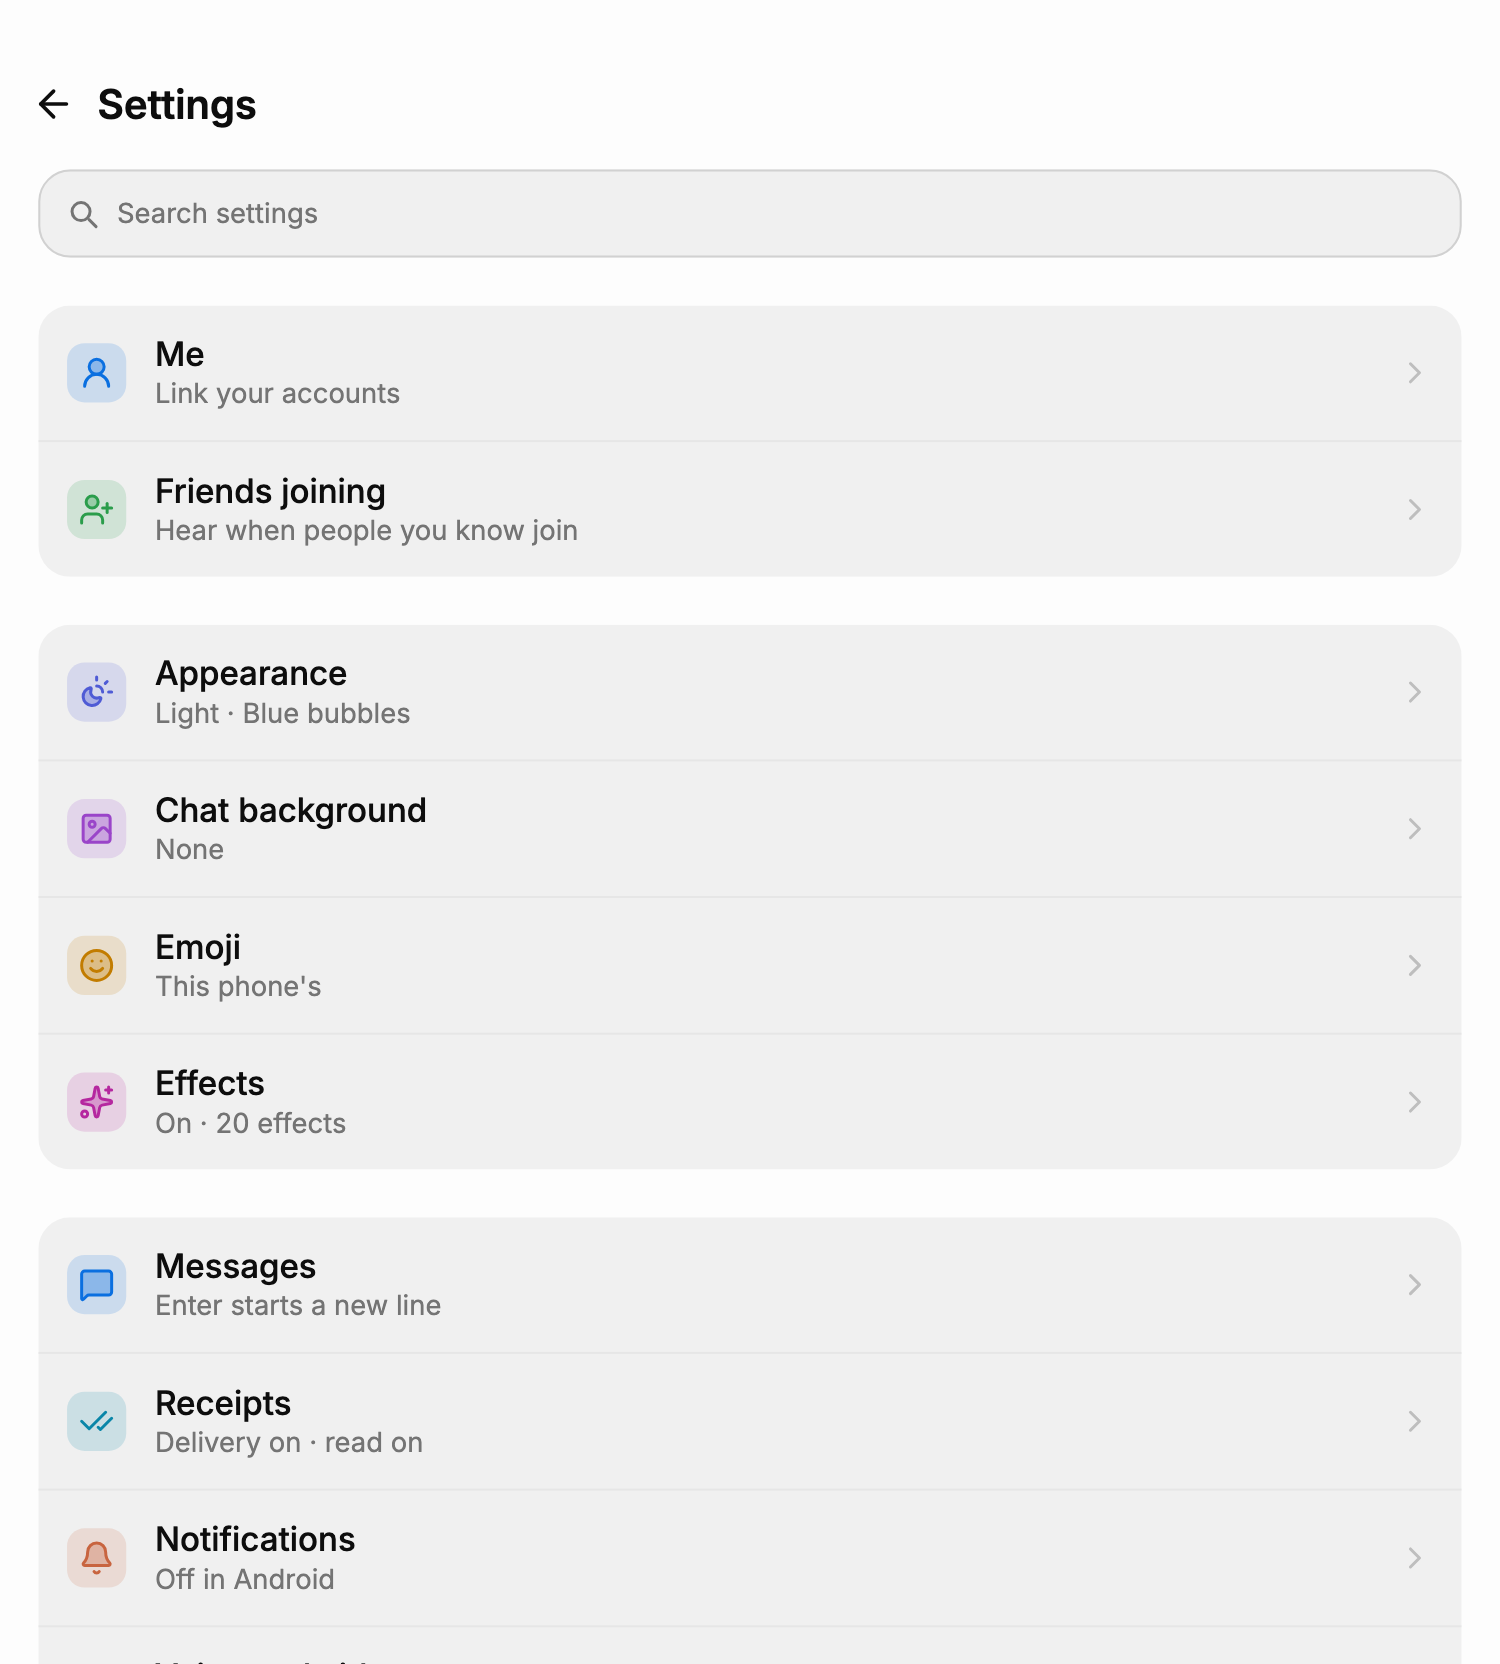 Settings
Search settings
Me
Link your accounts
Friends joining
Hear when people you know join
Appearance
Light · Blue bubbles
Chat background
None
Emoji
This phone's
Effects
On · 20 effects
Messages
Enter starts a new line
Receipts
Delivery on · read on
Notifications
Off in Android